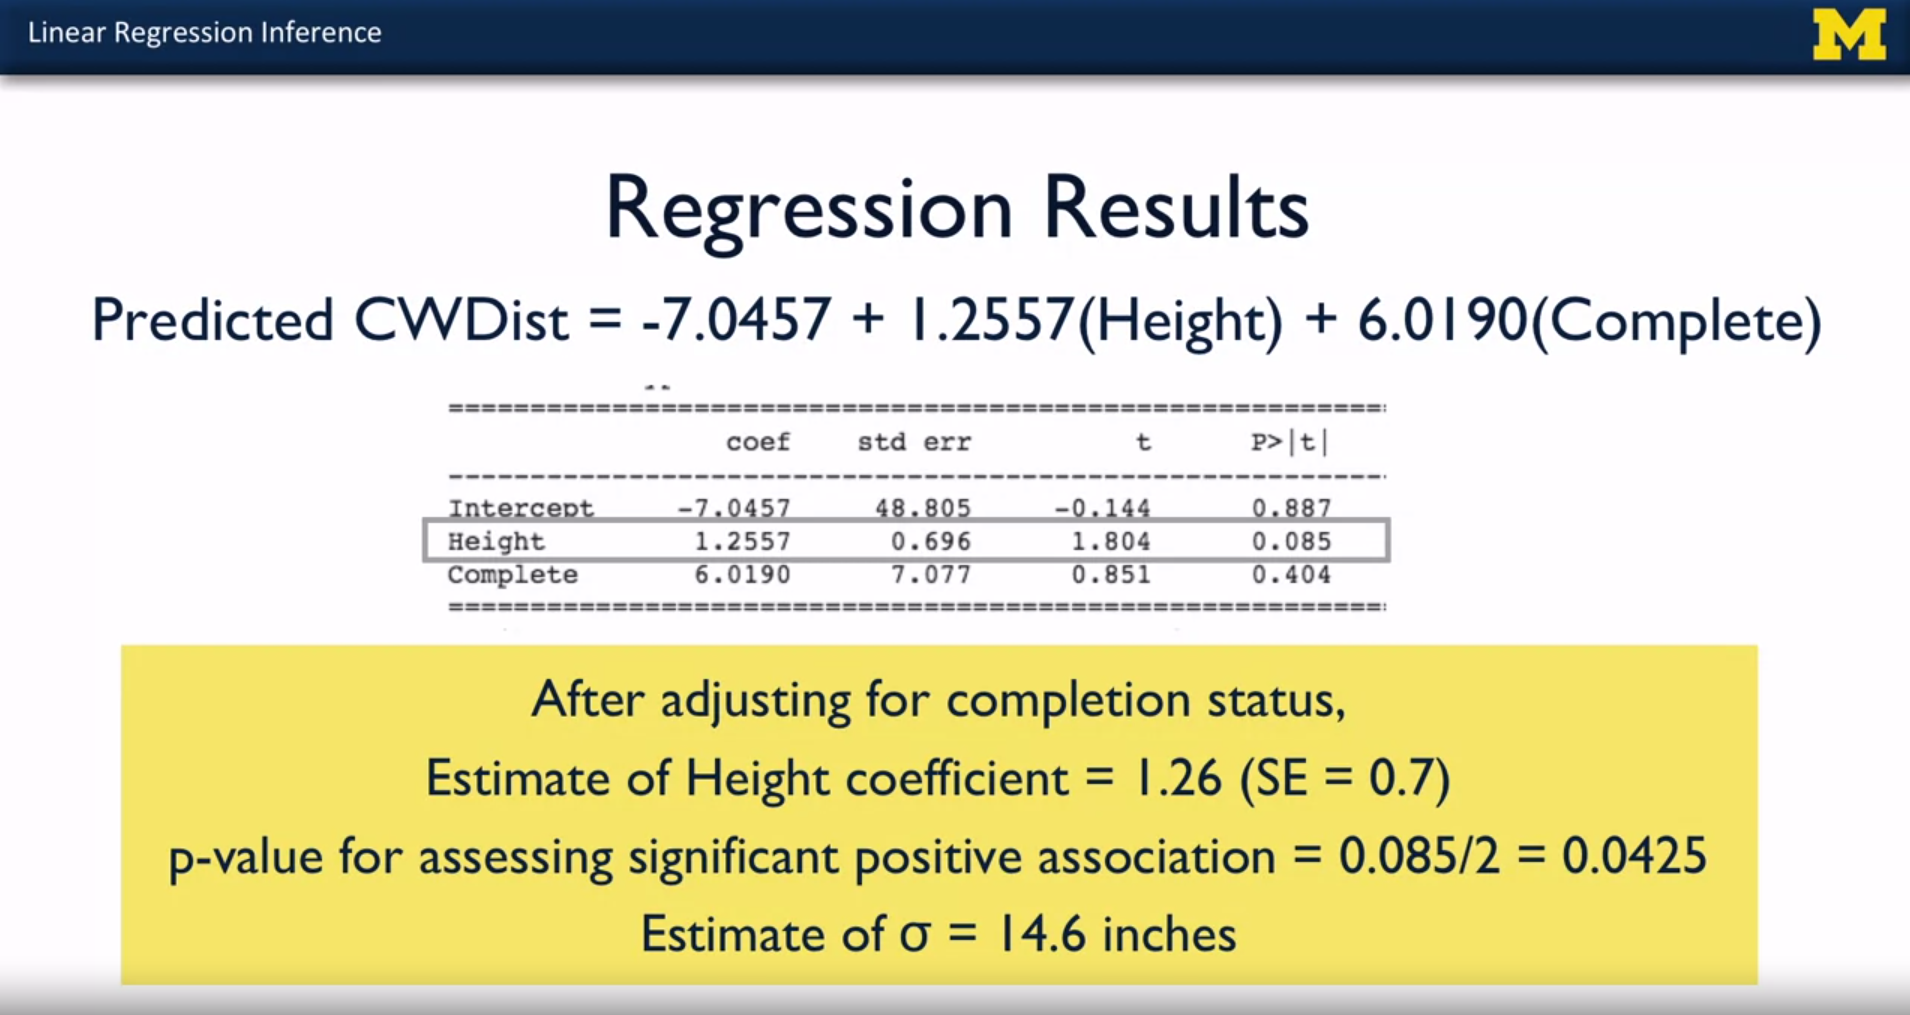 Linear Regression Inference
M
Regression Results
Predicted CWDist = -7.0457 + 1.2557(Height) + 6.0190(Complete)
==========================================================
coef std err t P>|t|
----------------------------------------------------------
Intercept -7.0457 48.805 -0.144 0.887
Height 1.2557 0.696 1.804 0.085
Complete 6.0190 7.077 0.851 0.404
==========================================================
After adjusting for completion status,
Estimate of Height coefficient = 1.26 (SE = 0.7)
p-value for assessing significant positive association = 0.085/2 = 0.0425
Estimate of σ = 14.6 inches